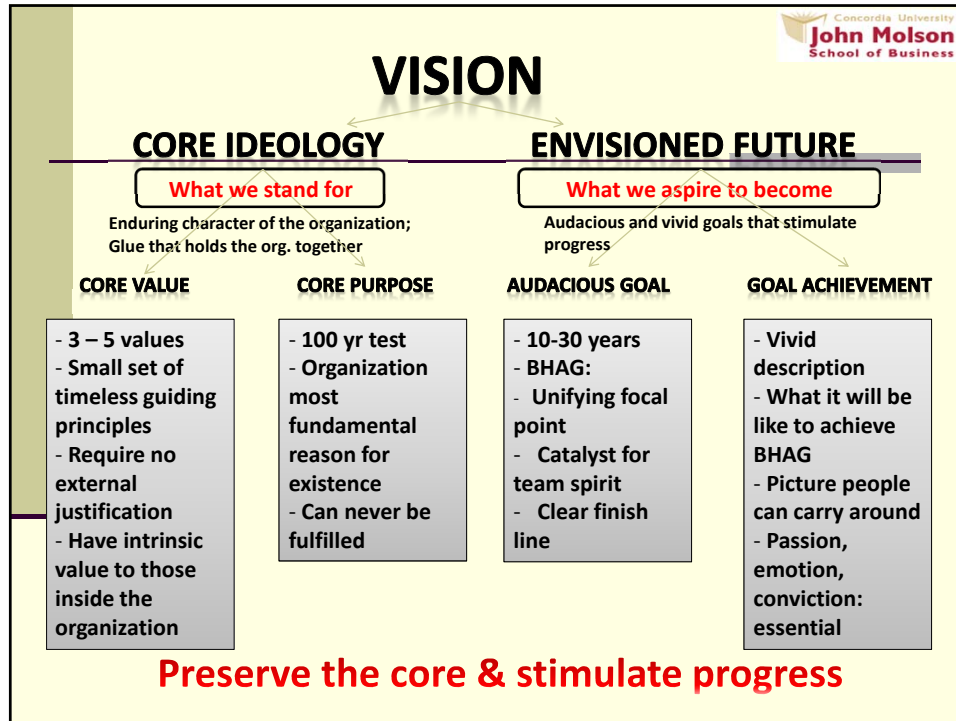 Concordia University
John Molson
School of Business
VISION
CORE IDEOLOGY
What we stand for
Enduring character of the organization;
Glue that holds the org. together
ENVISIONED FUTURE
What we aspire to become
Audacious and vivid goals that stimulate
progress
CORE VALUE
- 3 – 5 values
- Small set of
timeless guiding
principles
- Require no
external
justification
- Have intrinsic
value to those
inside the
organization
CORE PURPOSE
- 100 yr test
- Organization
most
fundamental
reason for
existence
- Can never be
fulfilled
AUDACIOUS GOAL
- 10-30 years
- BHAG:
- Unifying focal
point
- Catalyst for
team spirit
- Clear finish
line
GOAL ACHIEVEMENT
- Vivid
description
- What it will be
like to achieve
BHAG
- Picture people
can carry around
- Passion,
emotion,
conviction:
essential
Preserve the core & stimulate progress